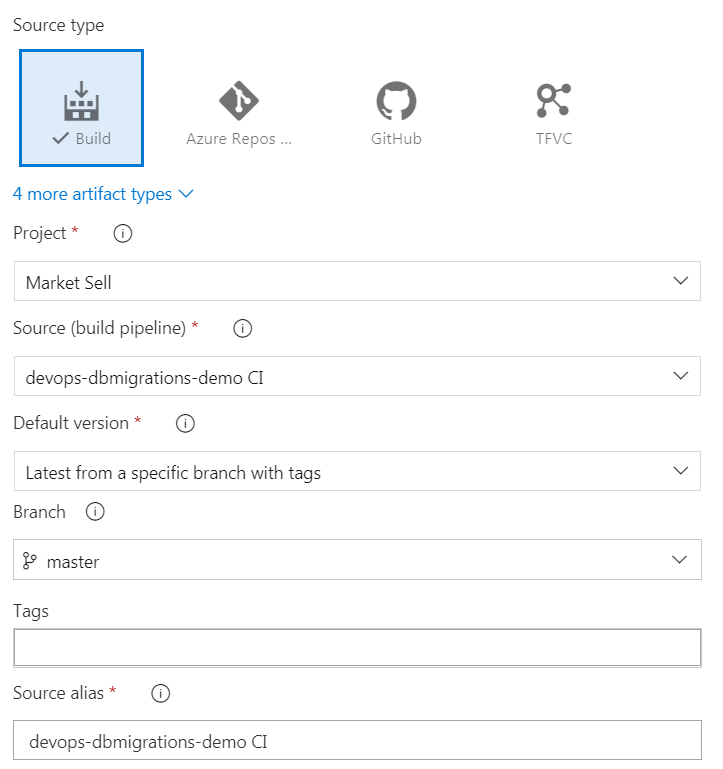 Source type
Build
Azure Repos ...
GitHub
TFVC
4 more artifact types
Project *
Market Sell
Source (build pipeline) *
devops-dbmigrations-demo CI
Default version *
Latest from a specific branch with tags
Branch
master
Tags
Source alias *
devops-dbmigrations-demo CI